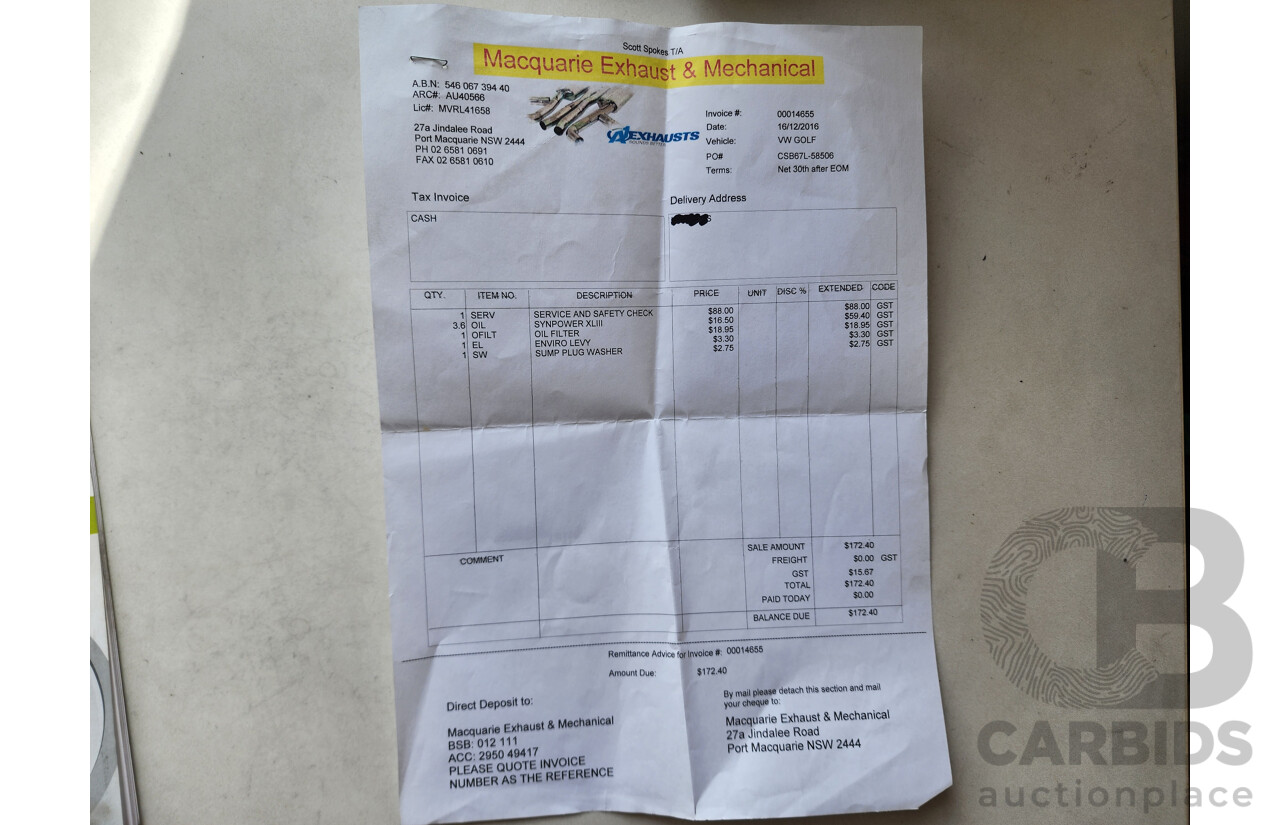 Scott Spokes T/A
Macquarie Exhaust & Mechanical
A.B.N: 546 067 394 40
ARC#: AU40566
Lic#: MVRL41658
27a Jindalee Road
Port Macquarie NSW 2444
PH 02 6581 0691
FAX 02 6581 0610
EXHAUSTS
Invoice #: 00014655
Date: 16/12/2016
Vehicle: VW GOLF
PO# CSB67L-58506
Terms: Net 30th after EOM
Tax Invoice
Delivery Address
CASH
S
QTY. ITEM NO. DESCRIPTION PRICE UNIT DISC % EXTENDED CODE
1 SERV SERVICE AND SAFETY CHECK $88.00 $88.00 GST
3.6 OIL SYNPOWER XLIII $16.50 $59.40 GST
1 OFILT OIL FILTER $18.95 $18.95 GST
1 EL ENVIRO LEVY $3.30 $3.30 GST
1 SW SUMP PLUG WASHER $2.75 $2.75 GST
COMMENT
SALE AMOUNT $172.40
FREIGHT $0.00 GST
GST $15.67
TOTAL $172.40
PAID TODAY $0.00
BALANCE DUE $172.40
Remittance Advice for Invoice #: 00014655
Amount Due: $172.40
Direct Deposit to:
Macquarie Exhaust & Mechanical
BSB: 012 111
ACC: 2950 49417
PLEASE QUOTE INVOICE
NUMBER AS THE REFERENCE
By mail please detach this section and mail
your cheque to:
Macquarie Exhaust & Mechanical
27a Jindalee Road
Port Macquarie NSW 2444
CB
CARBIDS
auctionplace